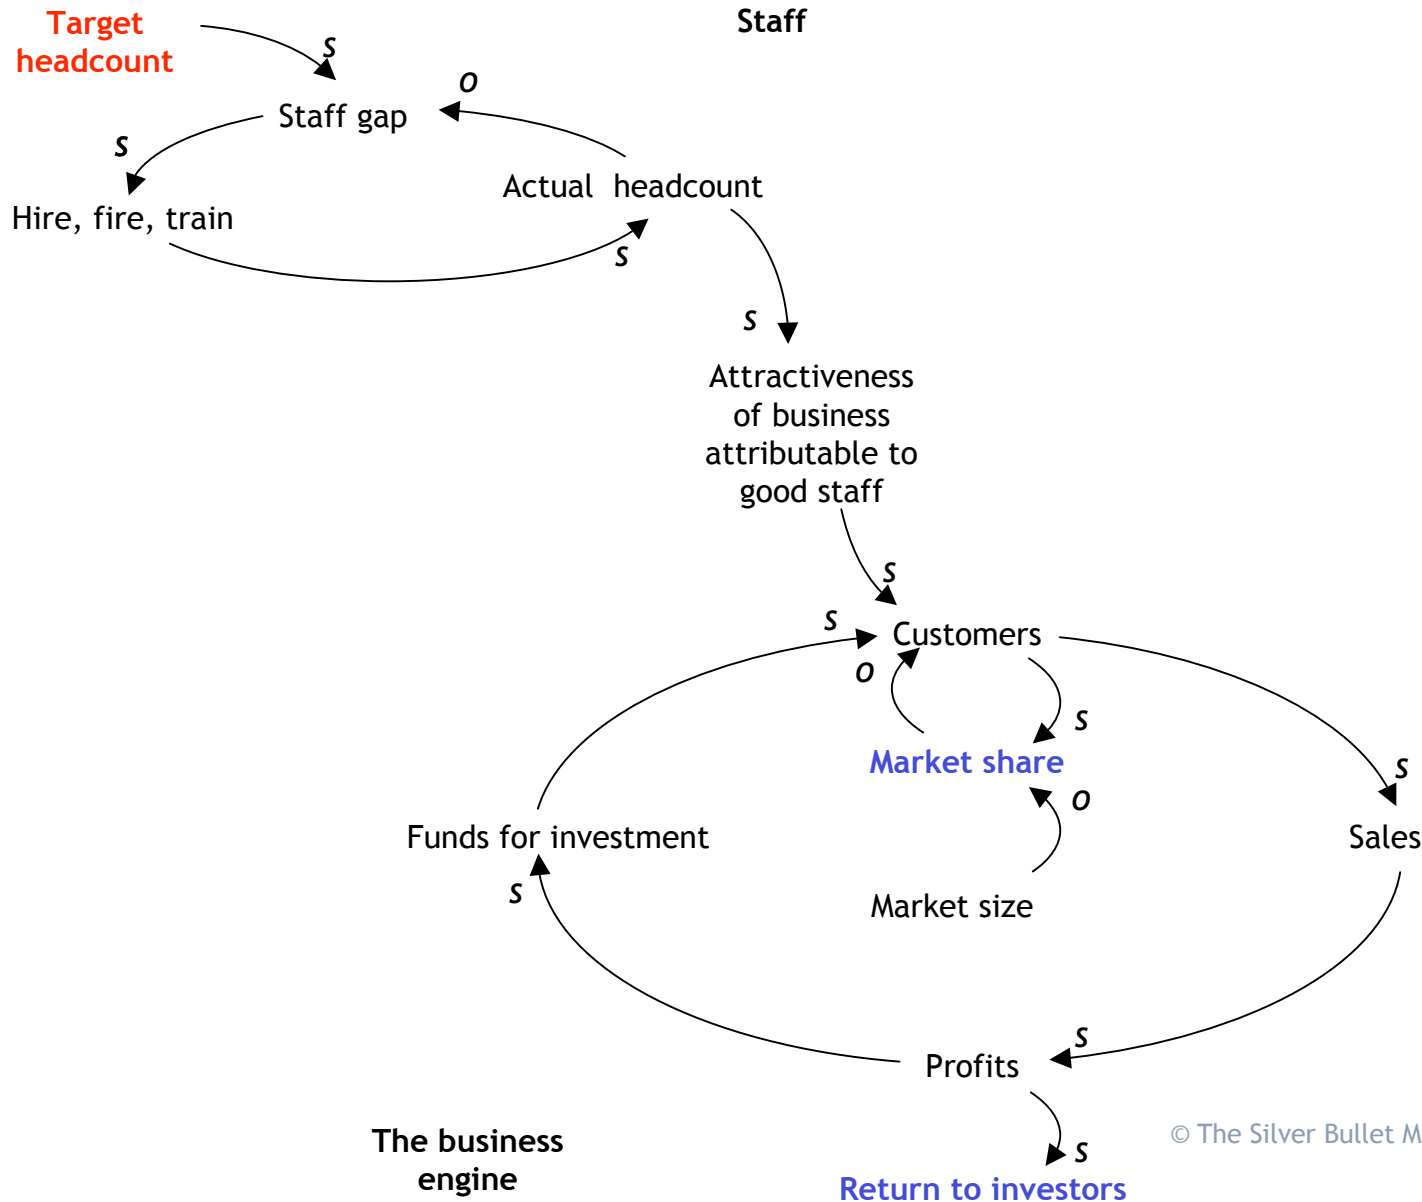 Target
headcount
Staff
S
O
Staff gap
S
Actual headcount
Hire, fire, train
S
S
Attractiveness
of business
attributable to
good staff
S
S
Customers
O
S
Market share
S
O
Funds for investment
Sales
S
Market size
S
Profits
The business
engine
© The Silver Bullet M
S
Return to investors